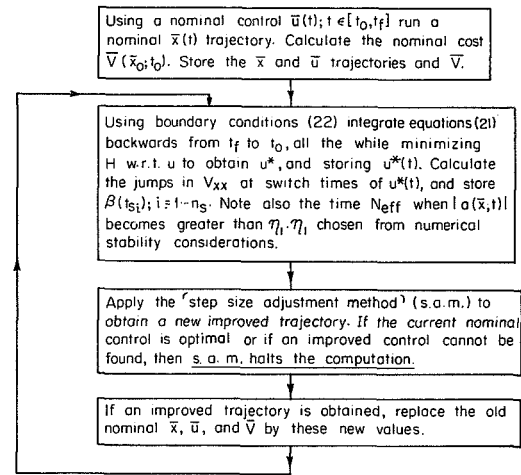 Using a nominal control ū(t); t ∈[t₀,t_f] run a
nominal x̄(t) trajectory. Calculate the nominal cost
V̄(x̄₀;t₀). Store the x̄ and ū trajectories and V̄.
Using boundary conditions (22) integrate equations (21)
backwards from t_f to t₀, all the while minimizing
H w.r.t. u to obtain u*, and storing u*(t). Calculate
the jumps in Vₓₓ at switch times of u*(t), and store
β(t_si); i=1-n_s. Note also the time N_eff when |a(x̄,t)|
becomes greater than η₁.η₁ chosen from numerical
stability considerations.
Apply the 'step size adjustment method' (s.a.m.) to
obtain a new improved trajectory. If the current nominal
control is optimal or if an improved control cannot be
found, then s. a. m. halts the computation.
If an improved trajectory is obtained, replace the old
nominal x̄, ū, and V̄ by these new values.